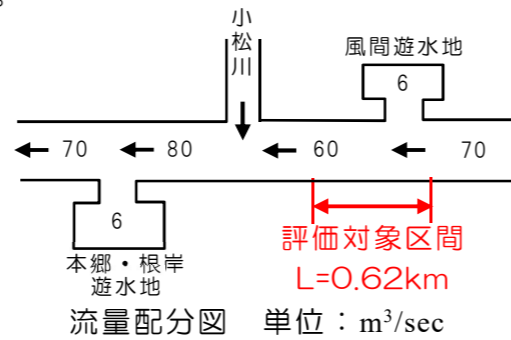 。
小松川
風間遊水地
6
70
80
60
70
6
本郷・根岸
遊水地
評価対象区間
L=0.62km
流量配分図　単位：m³/sec